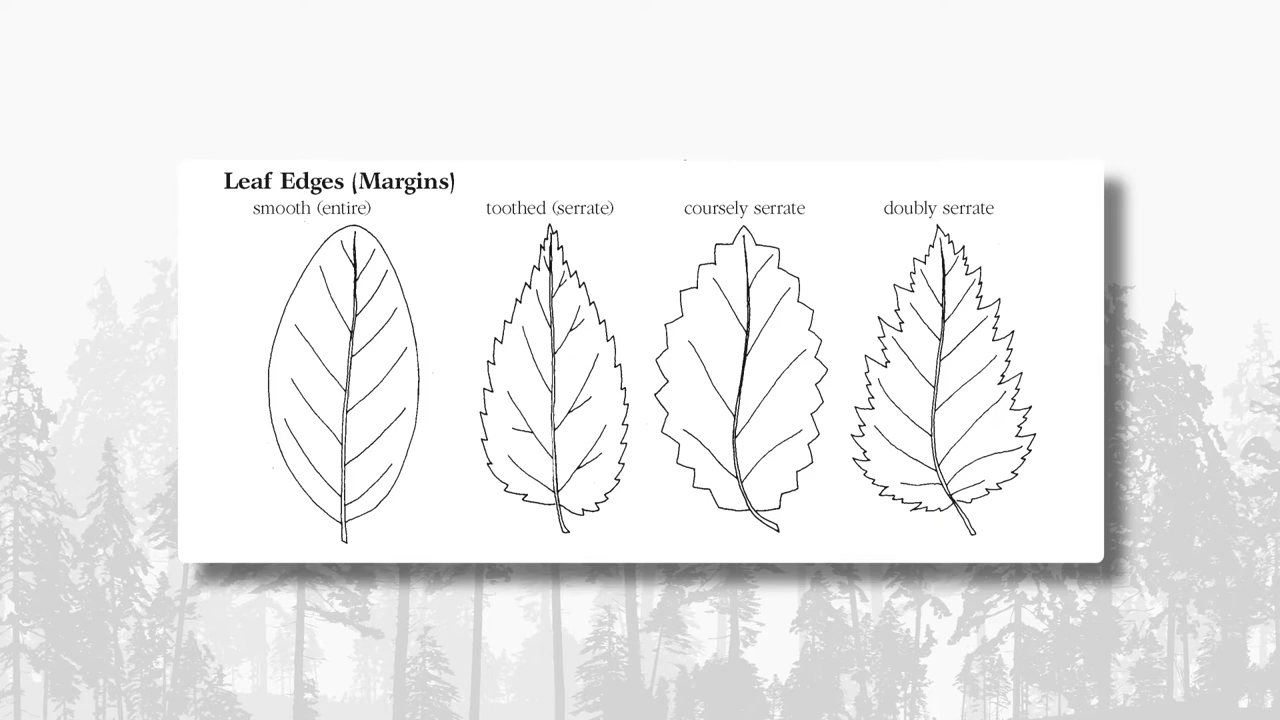 Leaf Edges (Margins)
smooth (entire)
toothed (serrate)
coursely serrate
doubly serrate